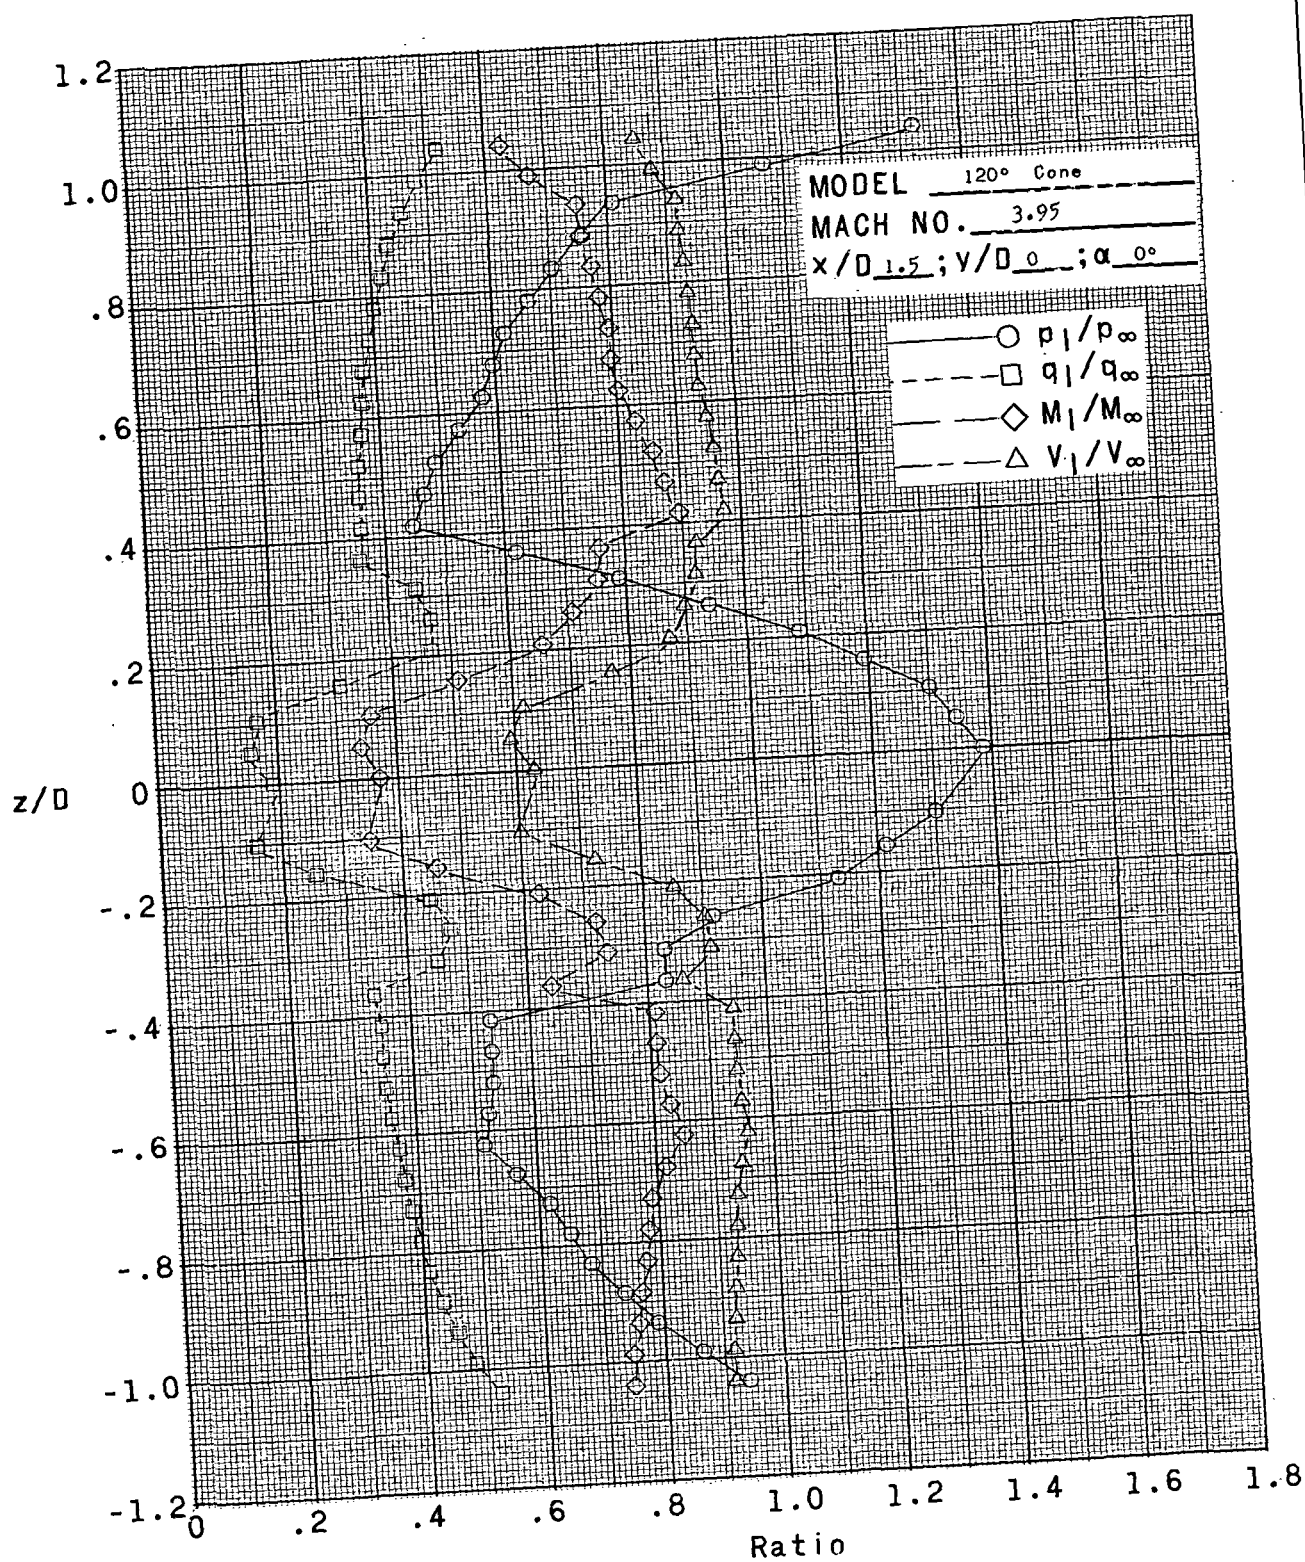 1.2
1.0
.8
.6
.4
.2
0
-.2
-.4
-.6
-.8
-1.0
-1.2
z/D
MODEL 120° Cone
MACH NO. 3.95
x/D 1.5 ; y/D 0 ; α 0°
p₁/p∞
q₁/q∞
M₁/M∞
V₁/V∞
0 .2 .4 .6 .8 1.0 1.2 1.4 1.6 1.8
Ratio